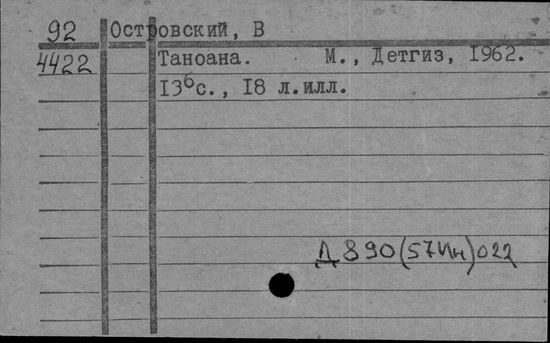 92 Островский, В
4422 Таноана. М., Детгиз, 1962.
136с., 18 л.илл.
Д890(57Ин)022